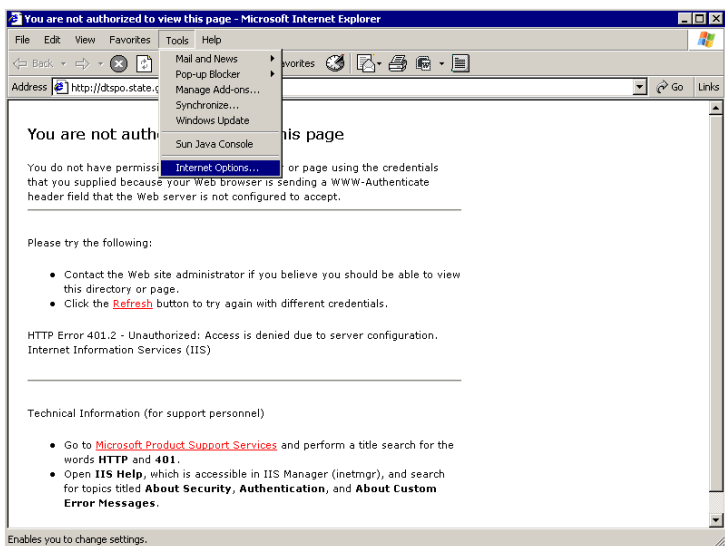 You are not authorized to view this page - Microsoft Internet Explorer
File Edit View Favorites Tools Help
Back
avorites
Mail and News
Pop-up Blocker
Manage Add-ons...
Synchronize...
Windows Update
Sun Java Console
Internet Options...
Address http://dtspo.state.g Go Links
You are not auth is page
You do not have permissi or page using the credentials
that you supplied because your Web browser is sending a WWW-Authenticate
header field that the Web server is not configured to accept.
Please try the following:
• Contact the Web site administrator if you believe you should be able to view
this directory or page.
• Click the Refresh button to try again with different credentials.
HTTP Error 401.2 - Unauthorized: Access is denied due to server configuration.
Internet Information Services (IIS)
Technical Information (for support personnel)
• Go to Microsoft Product Support Services and perform a title search for the
words HTTP and 401.
• Open IIS Help, which is accessible in IIS Manager (inetmgr), and search
for topics titled About Security, Authentication, and About Custom
Error Messages.
Enables you to change settings.